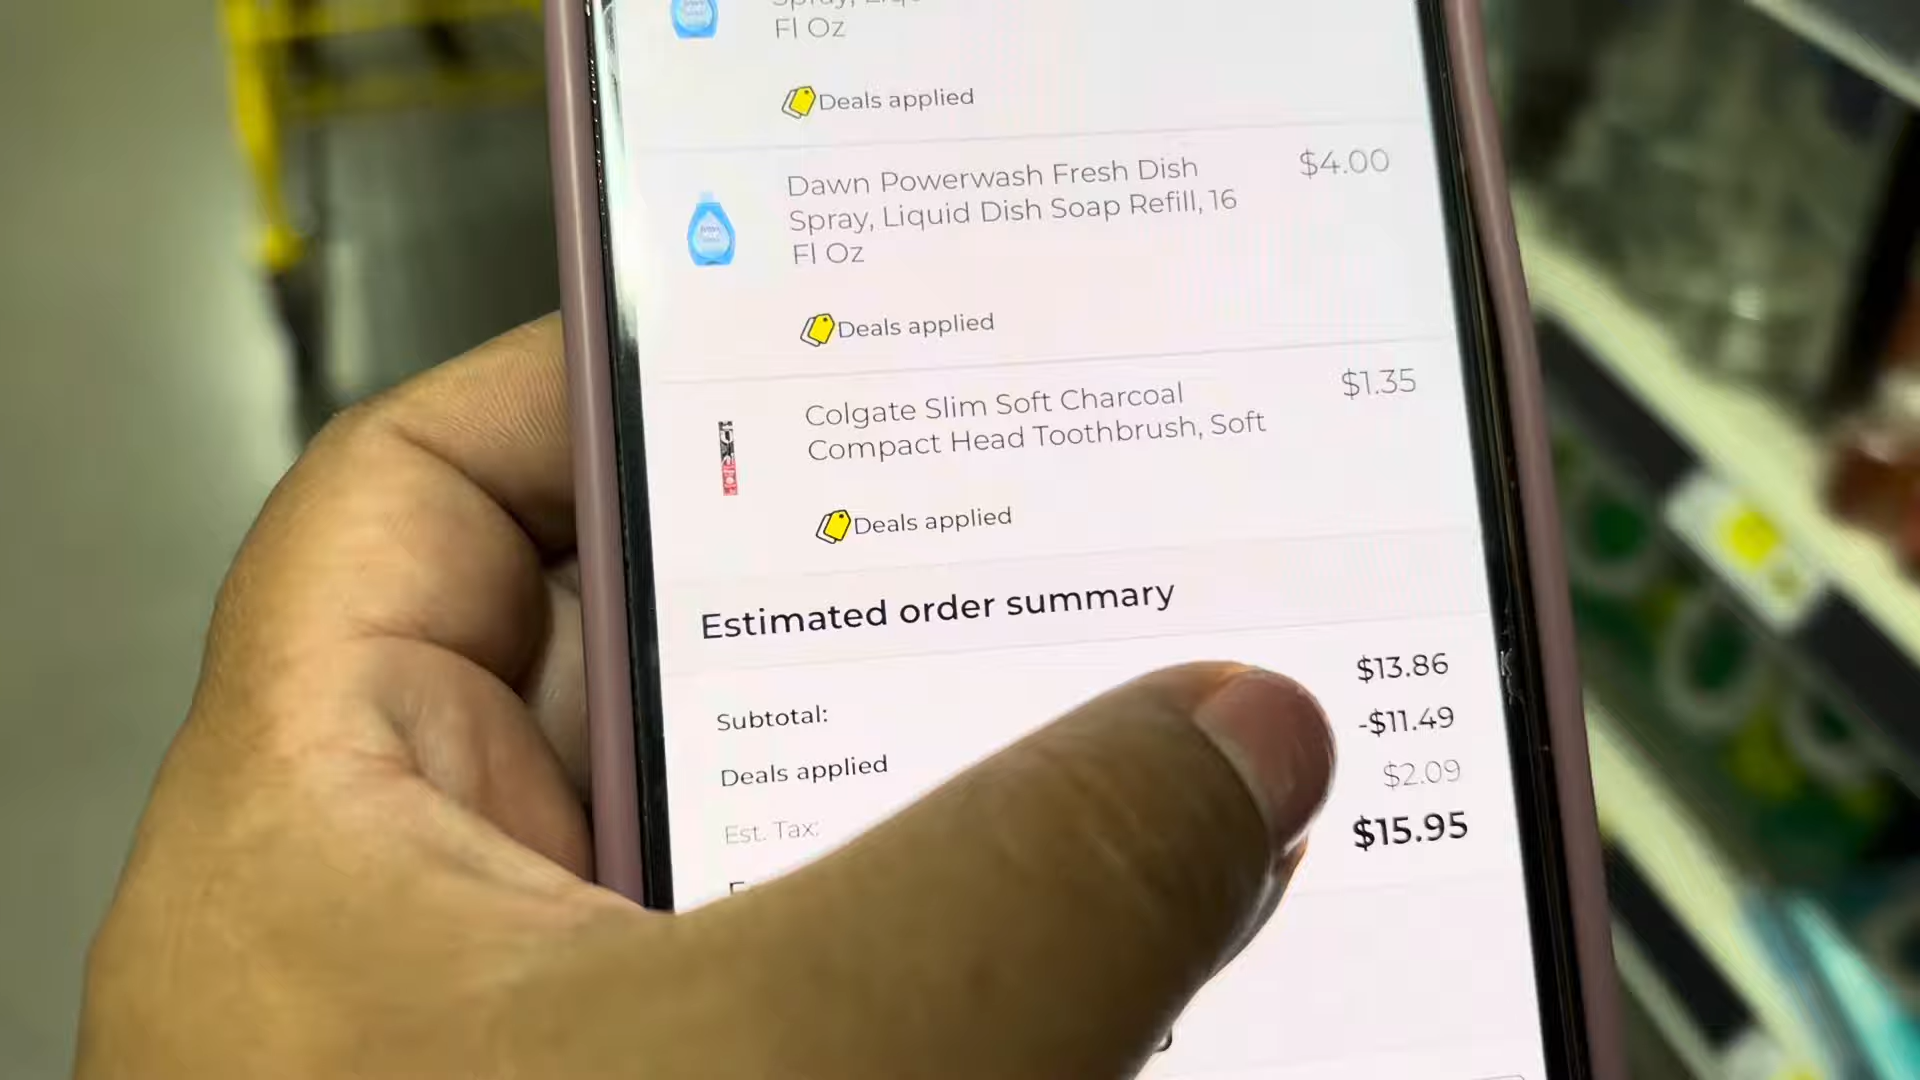 Fl Oz
Deals applied
Dawn Powerwash Fresh Dish
Spray, Liquid Dish Soap Refill, 16
Fl Oz
$4.00
Deals applied
Colgate Slim Soft Charcoal
Compact Head Toothbrush, Soft
$1.35
Deals applied
Estimated order summary
Subtotal: $13.86
Deals applied -$11.49
Est. Tax: $2.09
$15.95